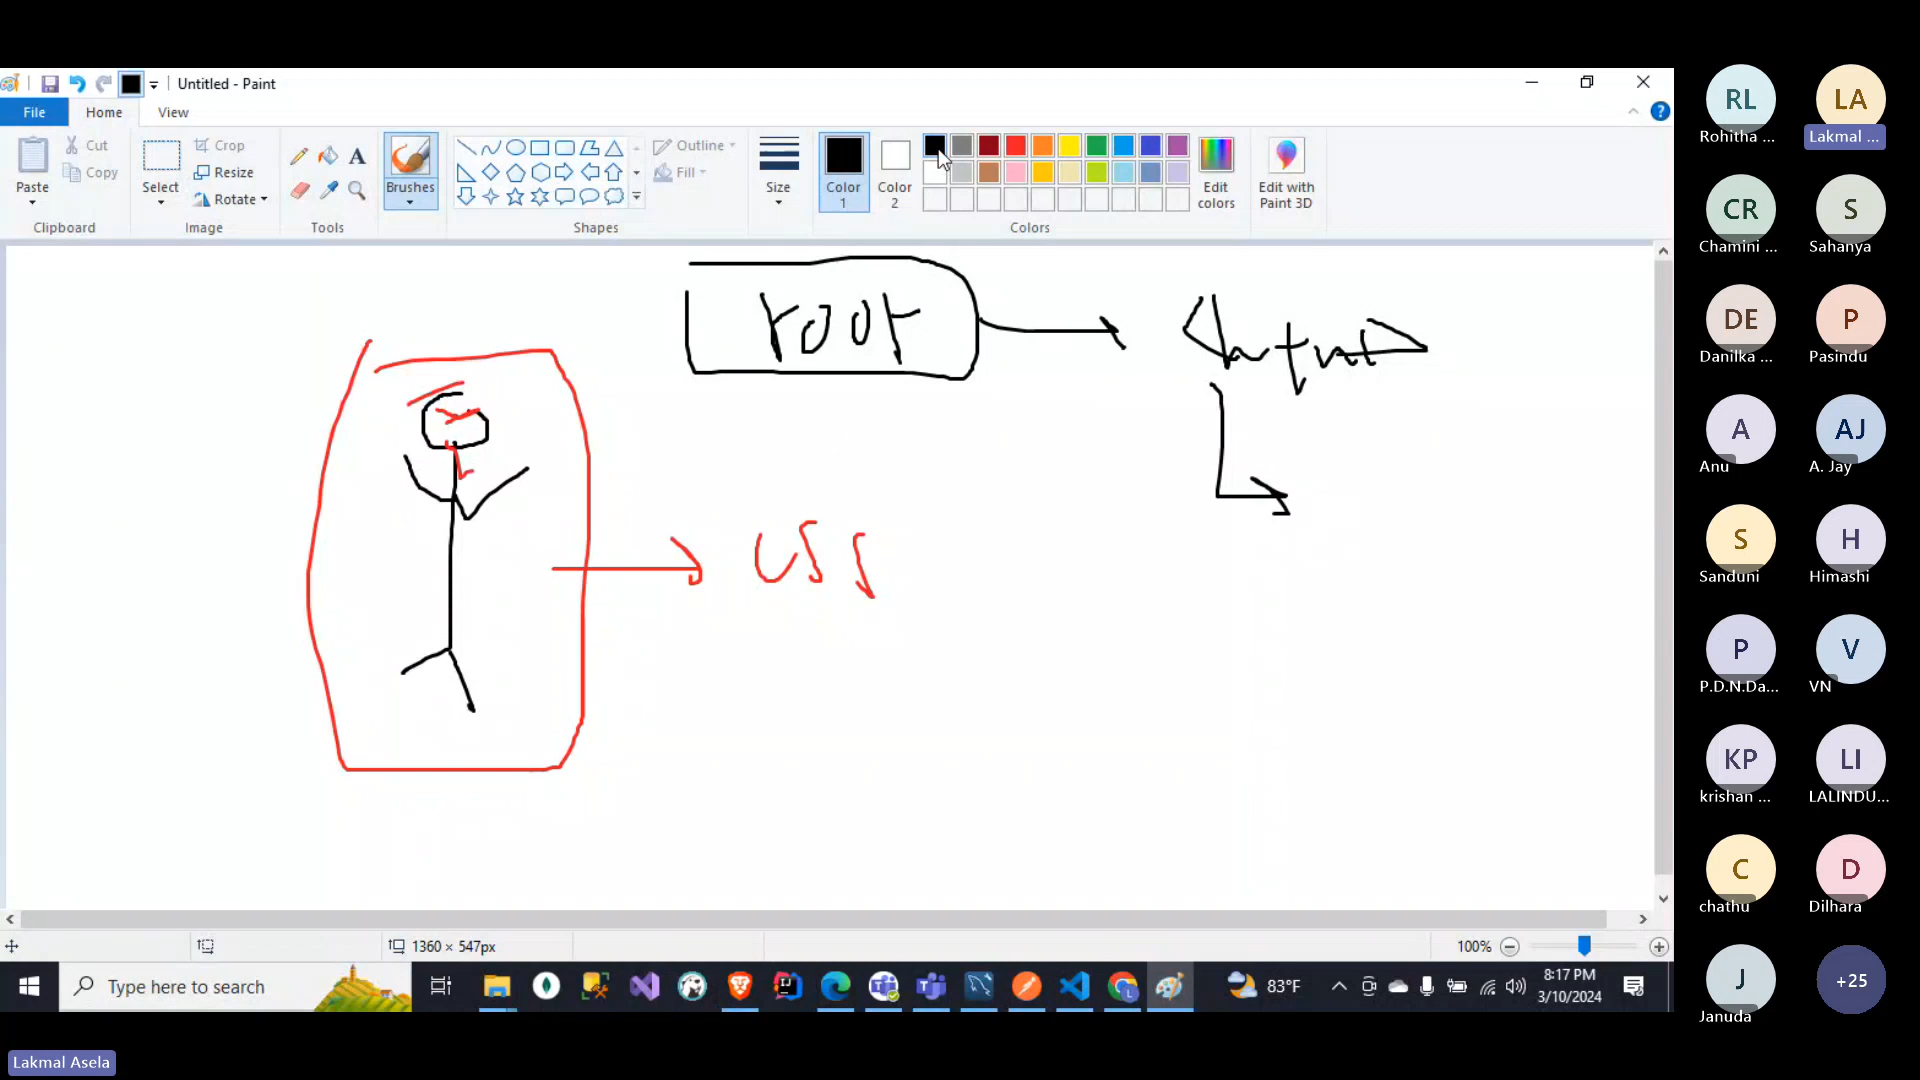 Untitled - Paint
File
Home
View
Paste
Cut
Copy
Clipboard
Select
Crop
Resize
Rotate
Image
A
Tools
Brushes
Outline
Fill
Shapes
Size
Color 1
Color 2
Edit colors
Colors
Edit with Paint 3D
root
<html>
css
1360 × 547px
100%
Type here to search
83°F
8:17 PM
3/10/2024
RL
Rohitha ...
LA
Lakmal ...
CR
Chamini ...
S
Sahanya
DE
Danilka ...
P
Pasindu
A
Anu
AJ
A. Jay
S
Sanduni
H
Himashi
P
P.D.N.Da...
V
VN
KP
krishan ...
LI
LALINDU...
C
chathu
D
Dilhara
J
Januda
+25
Lakmal Asela